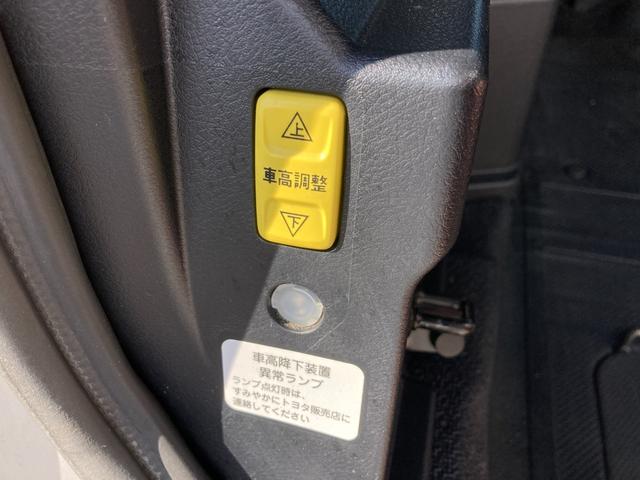 上
車高調整
下
車高降下装置
異常ランプ
ランプ点灯時は、
すみやかにトヨタ販売店に
連絡してください